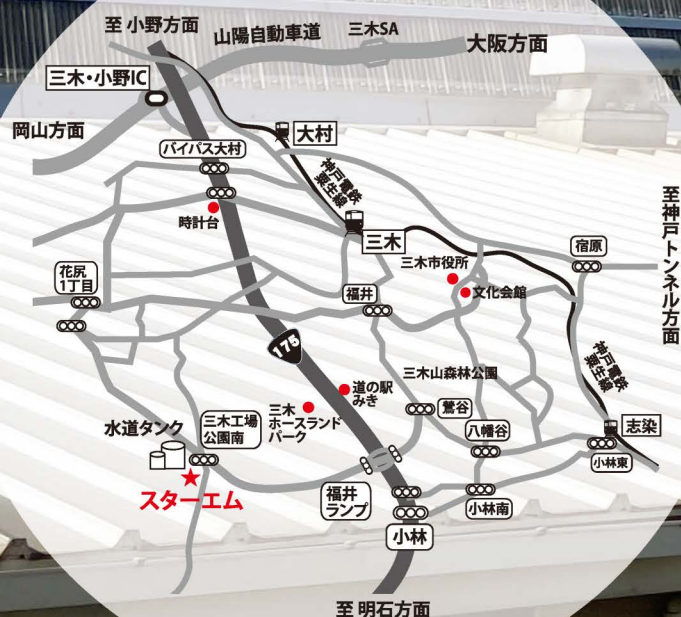 至 小野方面
山陽自動車道
三木SA
大阪方面
三木・小野IC
岡山方面
大村
バイパス大村
神戸電鉄
粟生線
時計台
至神戸トンネル方面
三木
三木市役所
宿原
花尻
1丁目
福井
文化会館
175
神戸電鉄
粟生線
三木山森林公園
道の駅
みき
三木
ホースランド
パーク
鷲谷
志染
水道タンク
三木工場
公園南
八幡谷
小林東
スターエム
福井
ランプ
小林南
小林
至 明石方面